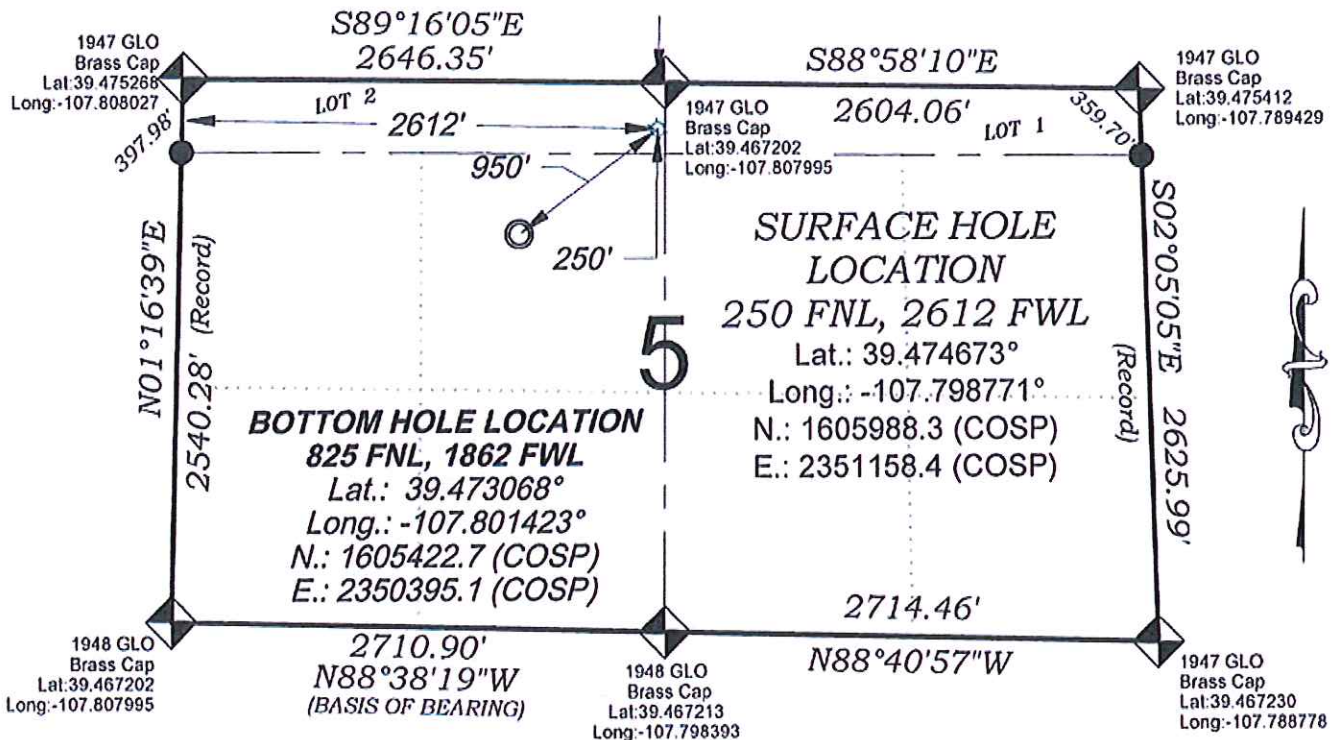 S89°16'05"E
2646.35'
S88°58'10"E
2604.06'
1947 GLO
Brass Cap
Lat:39.475268
Long:-107.808027
1947 GLO
Brass Cap
Lat:39.467202
Long:-107.807995
1947 GLO
Brass Cap
Lat:39.475412
Long:-107.789429
397.98'
LOT 2
2612'
LOT 1
359.70'
950'
250'
SURFACE HOLE
LOCATION
250 FNL, 2612 FWL
Lat.: 39.474673°
Long.: -107.798771°
N.: 1605988.3 (COSP)
E.: 2351158.4 (COSP)
5
N01°16'39"E
2540.28' (Record)
BOTTOM HOLE LOCATION
825 FNL, 1862 FWL
Lat.: 39.473068°
Long.: -107.801423°
N.: 1605422.7 (COSP)
E.: 2350395.1 (COSP)
S02°05'05"E 2625.99'
(Record)
2710.90'
N88°38'19"W
(BASIS OF BEARING)
2714.46'
N88°40'57"W
1948 GLO
Brass Cap
Lat:39.467202
Long:-107.807995
1948 GLO
Brass Cap
Lat:39.467213
Long:-107.798393
1947 GLO
Brass Cap
Lat:39.467230
Long:-107.788778